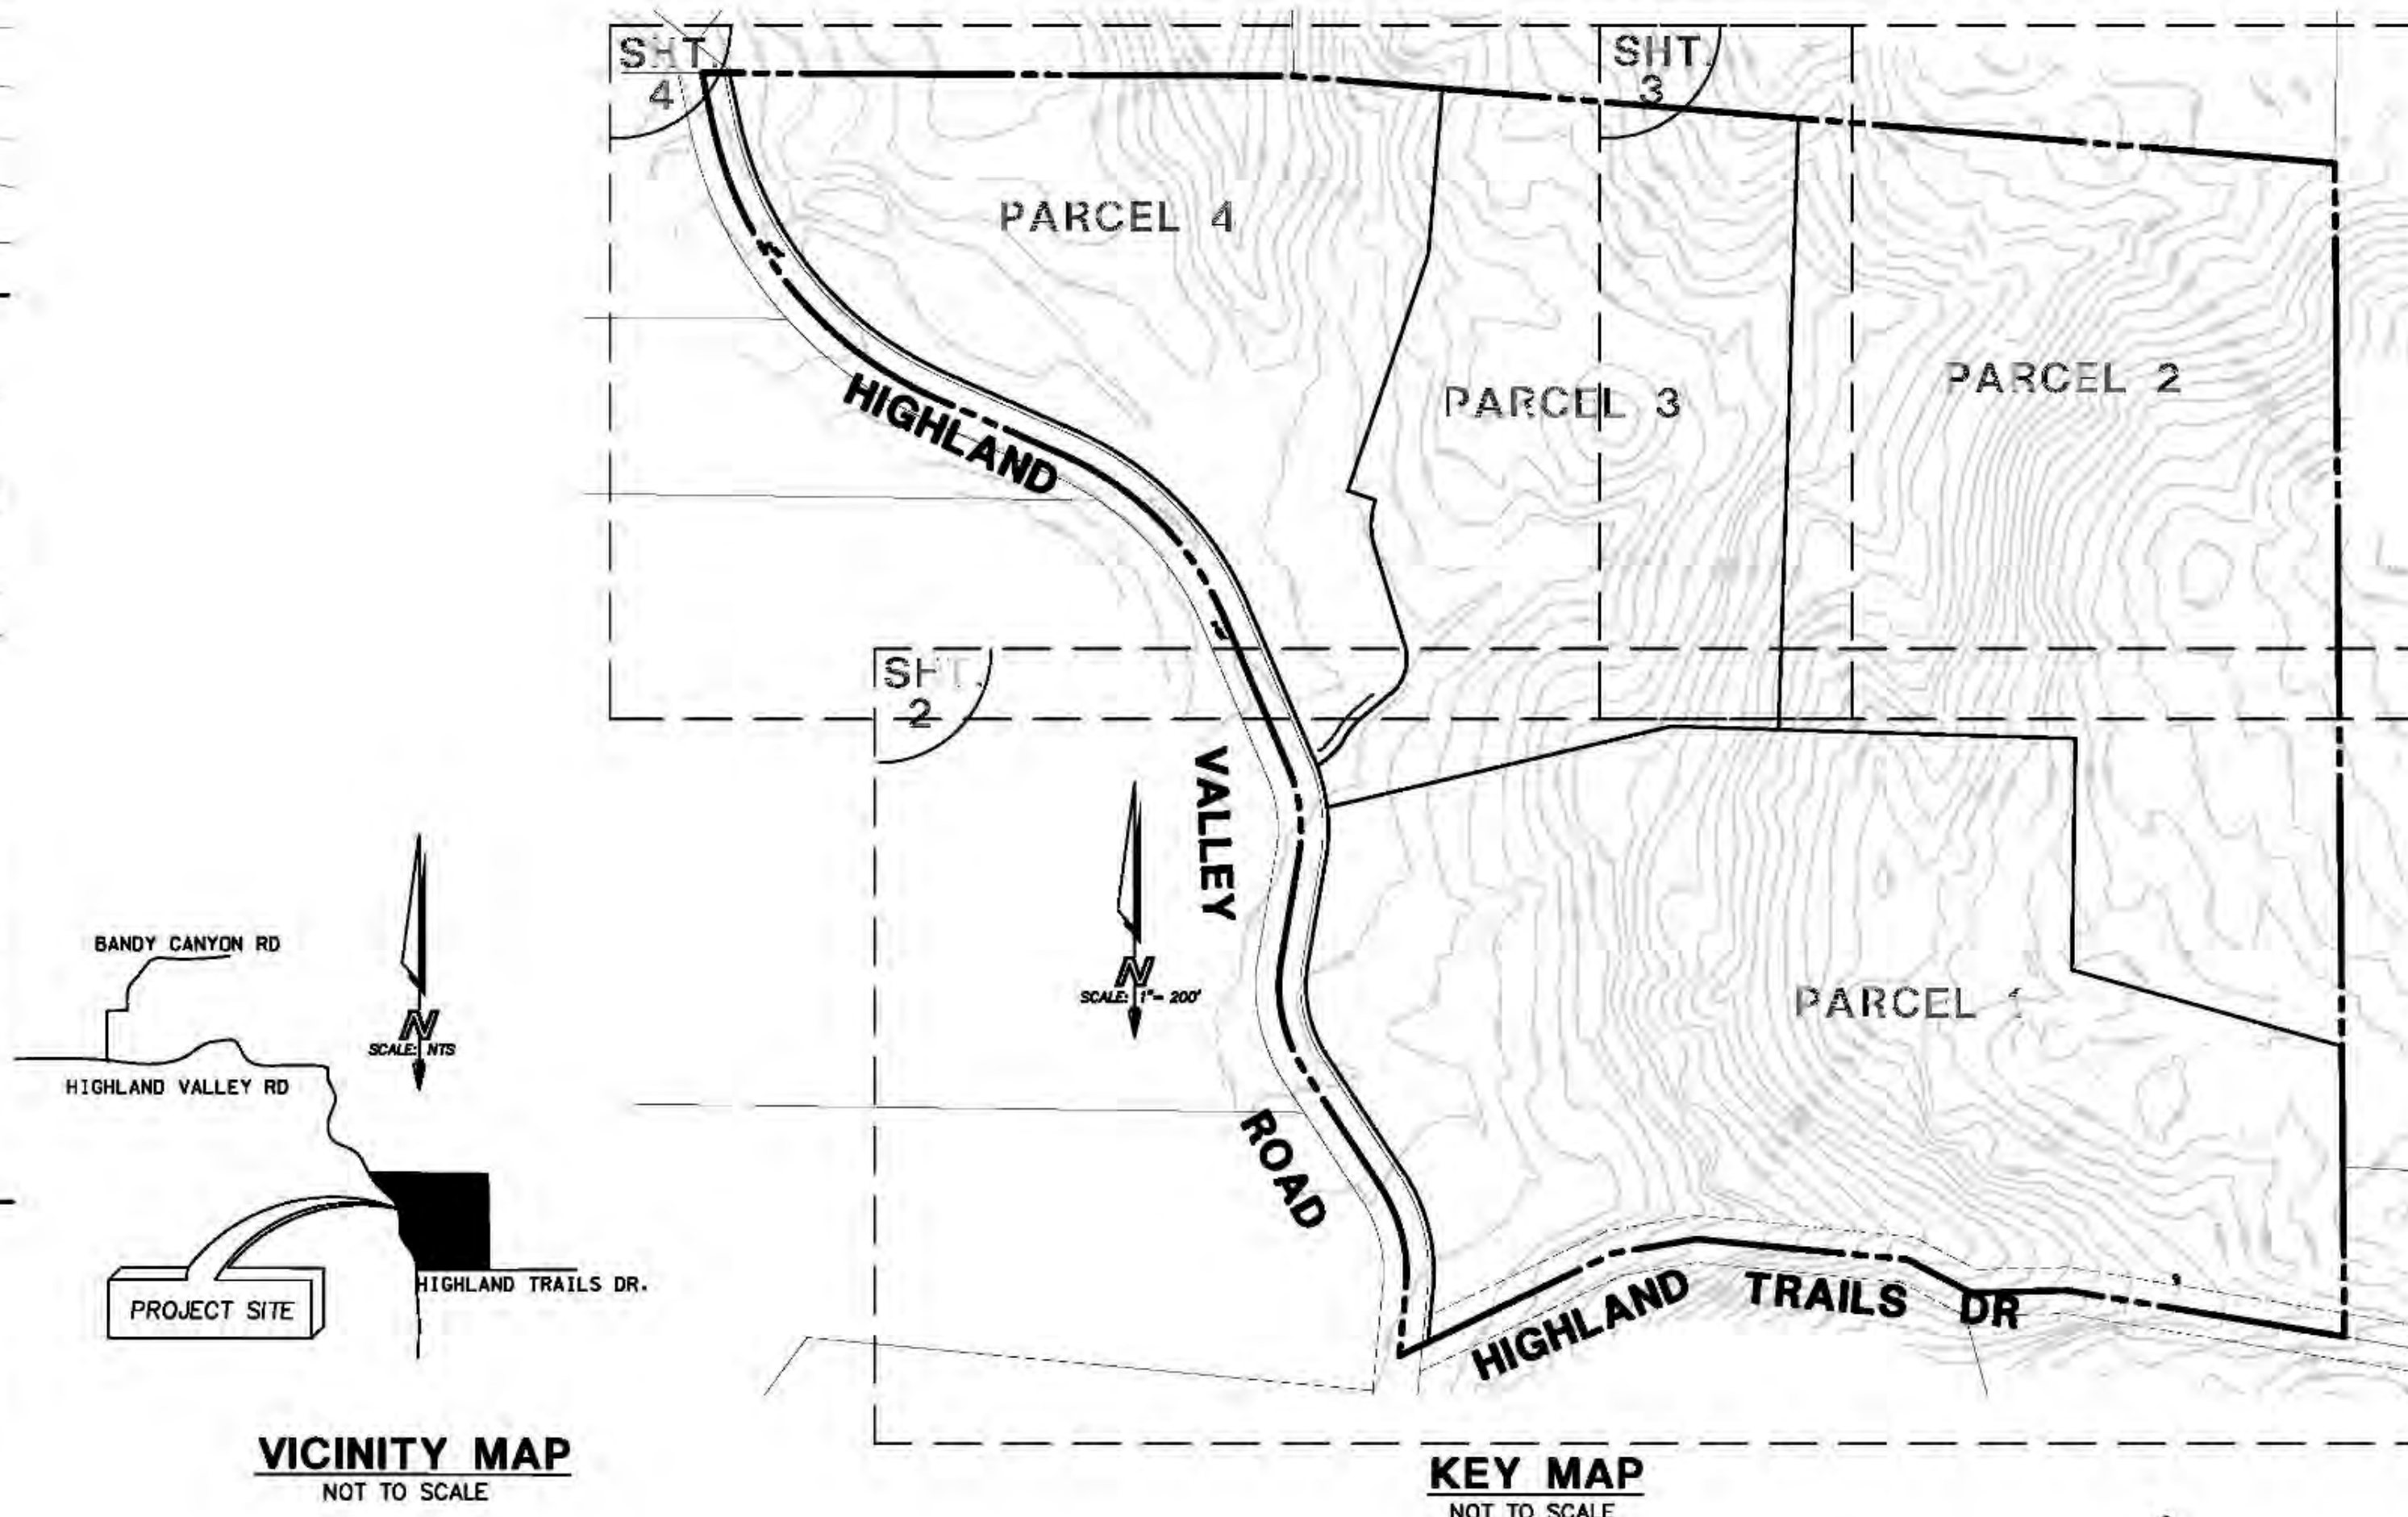 SHT.
4
SHT.
3
PARCEL 4
PARCEL 3
PARCEL 2
HIGHLAND
SHT.
2
VALLEY
BANDY CANYON RD
N
SCALE: 1"= 200'
PARCEL 1
N
SCALE: NTS
HIGHLAND VALLEY RD
ROAD
HIGHLAND TRAILS DR.
PROJECT SITE
HIGHLAND TRAILS DR
VICINITY MAP
NOT TO SCALE
KEY MAP
NOT TO SCALE